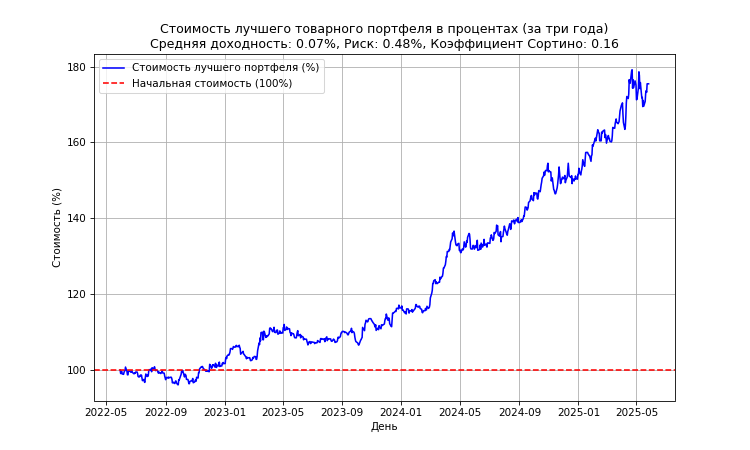 Стоимость лучшего товарного портфеля в процентах (за три года)
Средняя доходность: 0.07%, Риск: 0.48%, Коэффициент Сортино: 0.16
Стоимость лучшего портфеля (%)
Начальная стоимость (100%)
Стоимость (%)
180
160
140
120
100
2022-05 2022-09 2023-01 2023-05 2023-09 2024-01 2024-05 2024-09 2025-01 2025-05
День